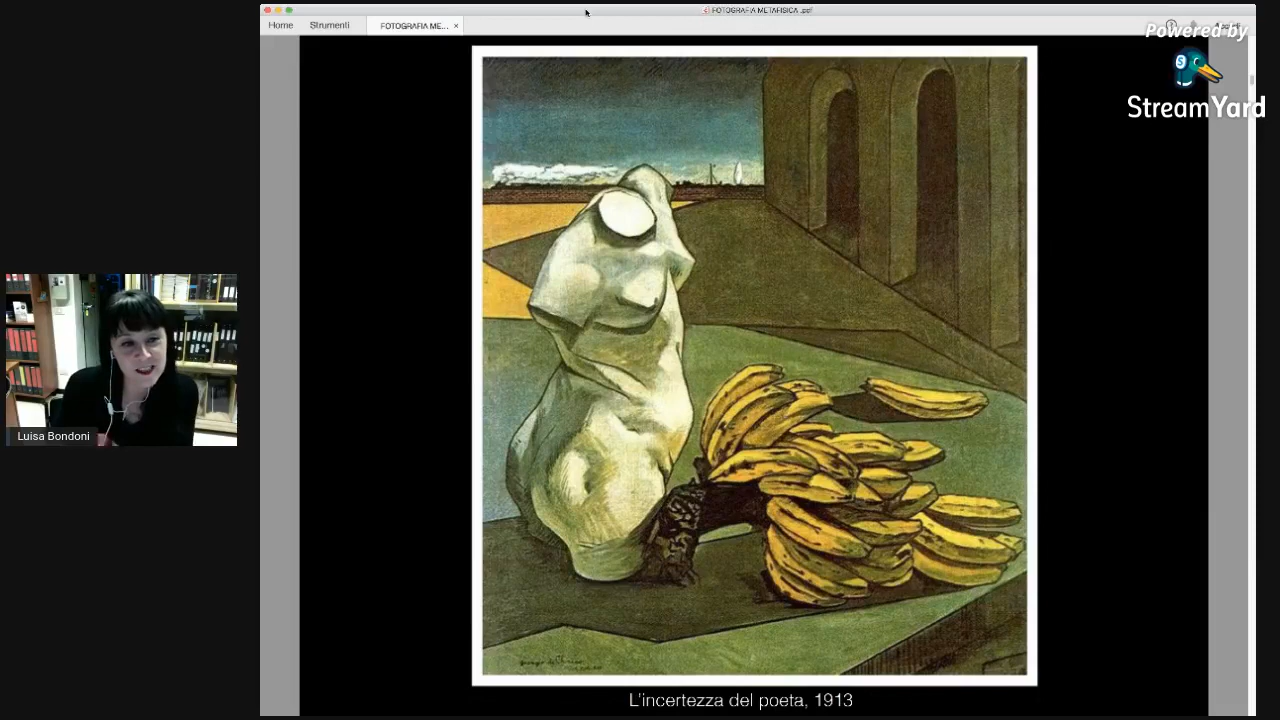 FOTOGRAFIA METAFISICA .pdf
Home
Strumenti
FOTOGRAFIA ME... ×
Powered by
StreamYard
Luisa Bondoni
L'incertezza del poeta, 1913